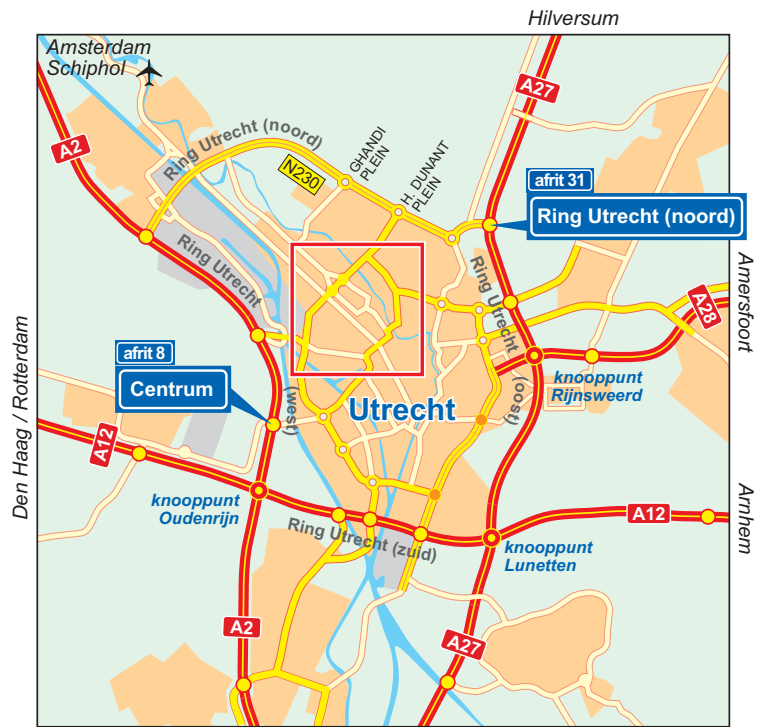 Hilversum
Amsterdam
Schiphol
A27
A2
Ring Utrecht (noord)
N230
GHANDI
PLEIN
H. DUNANT
PLEIN
afrit 31
Ring Utrecht (noord)
Ring Utrecht
(west)
Ring Utrecht
(oost)
Amersfoort
A28
afrit 8
Centrum
Utrecht
knooppunt
Rijnsweerd
Den Haag / Rotterdam
A12
knooppunt
Oudenrijn
Ring Utrecht (zuid)
A12
Arnhem
knooppunt
Lunetten
A2
A27